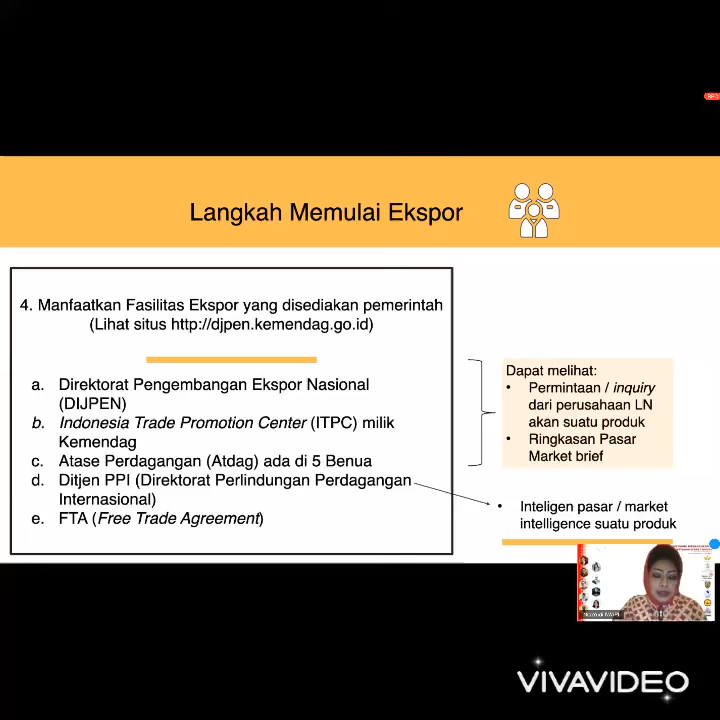 Langkah Memulai Ekspor
4. Manfaatkan Fasilitas Ekspor yang disediakan pemerintah
(Lihat situs http://djpen.kemendag.go.id)
a. Direktorat Pengembangan Ekspor Nasional
(DIJPEN)
b. Indonesia Trade Promotion Center (ITPC) milik
Kemendag
c. Atase Perdagangan (Atdag) ada di 5 Benua
d. Ditjen PPI (Direktorat Perlindungan Perdagangan
Internasional)
e. FTA (Free Trade Agreement)
Dapat melihat:
• Permintaan / inquiry
dari perusahaan LN
akan suatu produk
• Ringkasan Pasar
Market brief
• Inteligen pasar / market
intelligence suatu produk
VIVAVIDEO